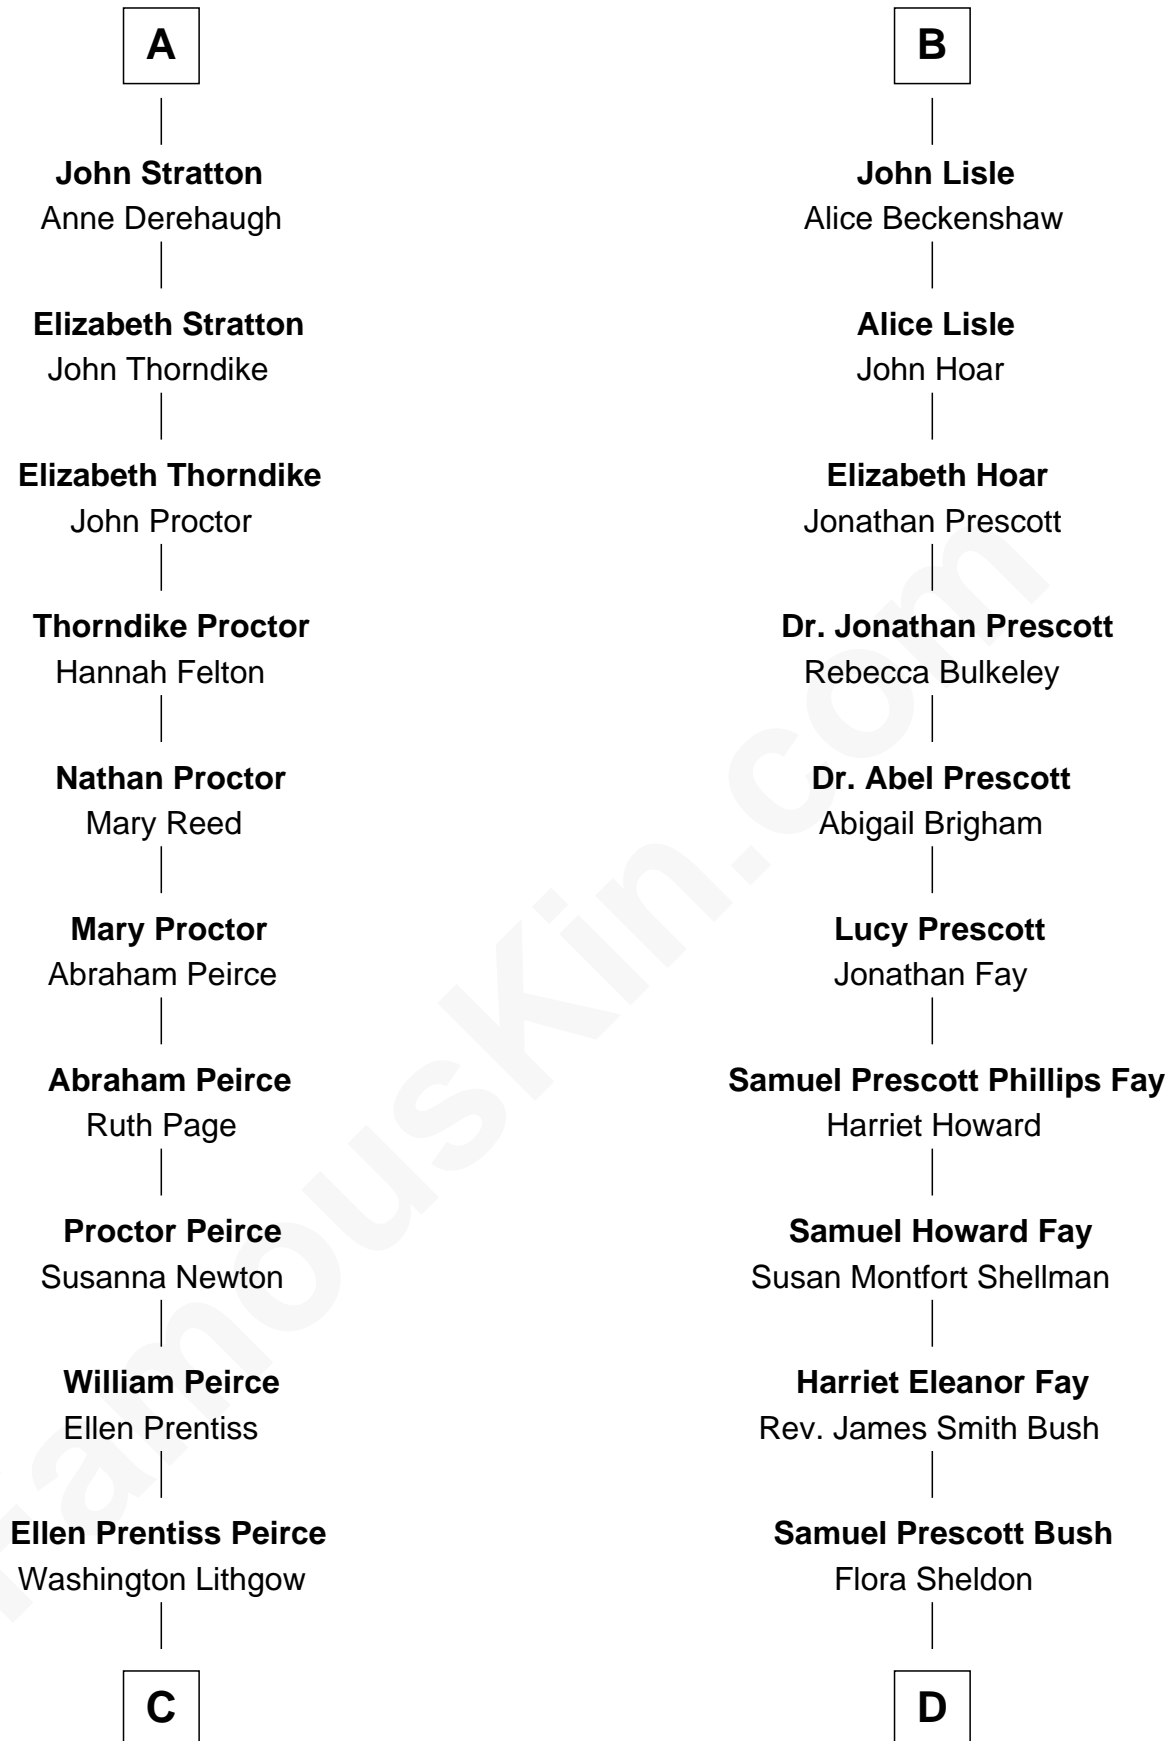 A
John Stratton
Anne Derehaugh
Elizabeth Stratton
John Thorndike
Elizabeth Thorndike
John Proctor
Thorndike Proctor
Hannah Felton
Nathan Proctor
Mary Reed
Mary Proctor
Abraham Peirce
Abraham Peirce
Ruth Page
Proctor Peirce
Susanna Newton
William Peirce
Ellen Prentiss
Ellen Prentiss Peirce
Washington Lithgow
C
B
John Lisle
Alice Beckenshaw
Alice Lisle
John Hoar
Elizabeth Hoar
Jonathan Prescott
Dr. Jonathan Prescott
Rebecca Bulkeley
Dr. Abel Prescott
Abigail Brigham
Lucy Prescott
Jonathan Fay
Samuel Prescott Phillips Fay
Harriet Howard
Samuel Howard Fay
Susan Montfort Shellman
Harriet Eleanor Fay
Rev. James Smith Bush
Samuel Prescott Bush
Flora Sheldon
D
FamousKin.com